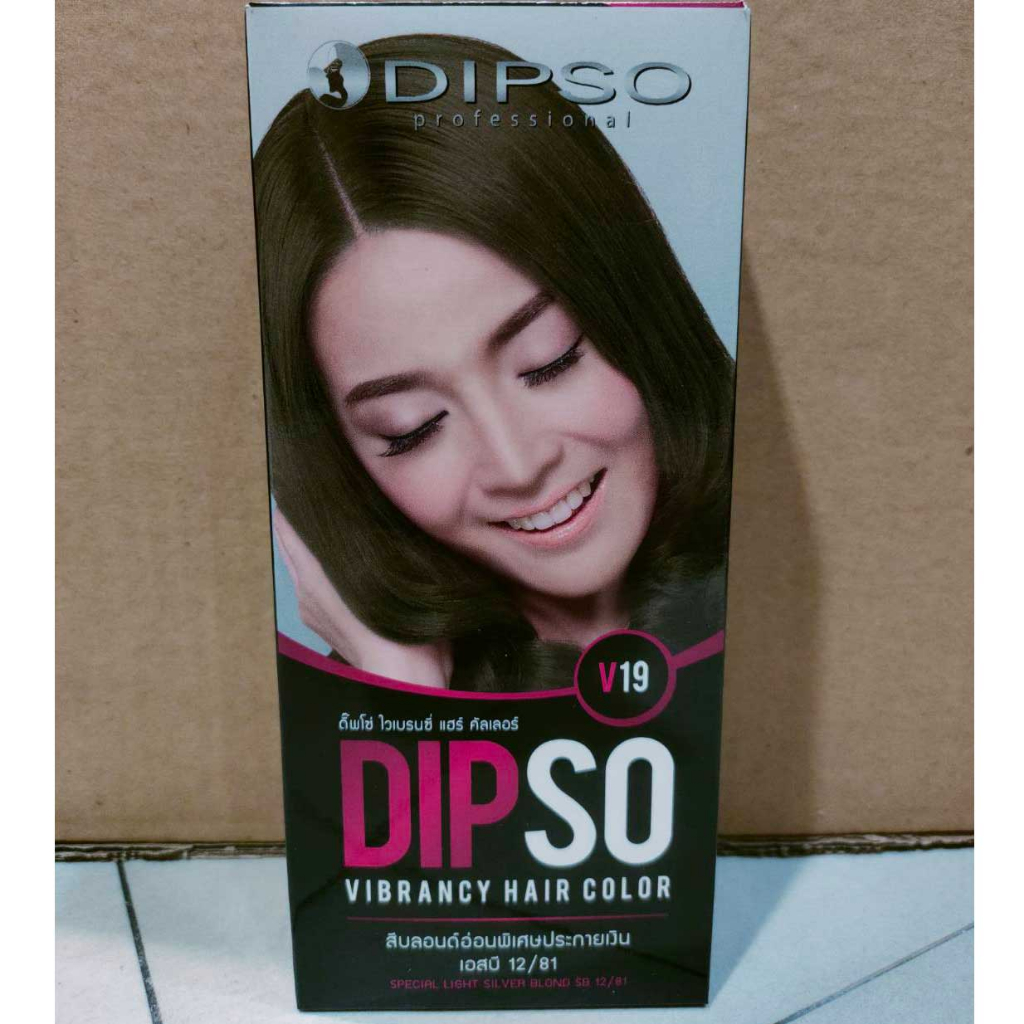 DIPSO
professional
V19
ดิ๊พโซ่ ไวเบรนซี่ แฮร์ คัลเลอร์
DIPSO
VIBRANCY HAIR COLOR
สีบลอนด์อ่อนพิเศษประกายเงิน
เอสบี 12/81
SPECIAL LIGHT SILVER BLOND SB 12/81